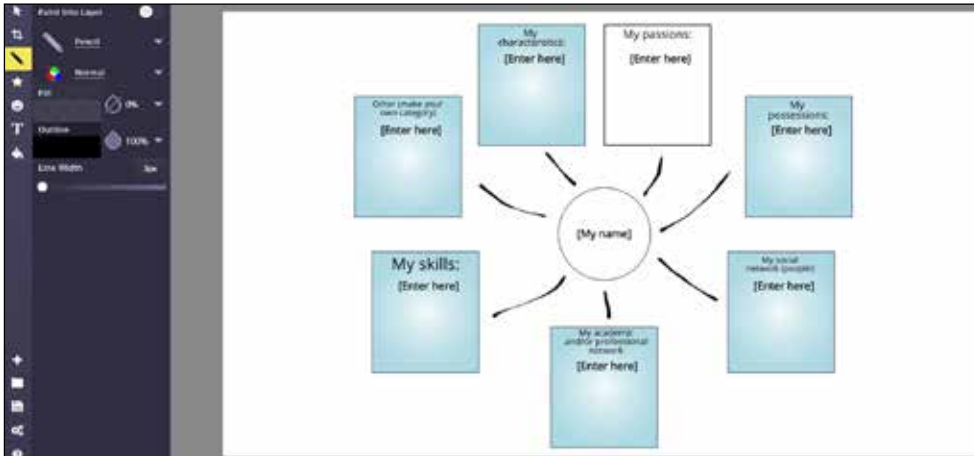 Paint Into Layer
Pencil
Normal
Fill
0%
Outline
100%
Line Width
3px
My
characteristics:
[Enter here]
My passions:
[Enter here]
Other (make your
own category)
[Enter here]
My
possessions:
[Enter here]
[My name]
My skills:
[Enter here]
My social
network (people)
[Enter here]
My academic
and/or professional
network
[Enter here]